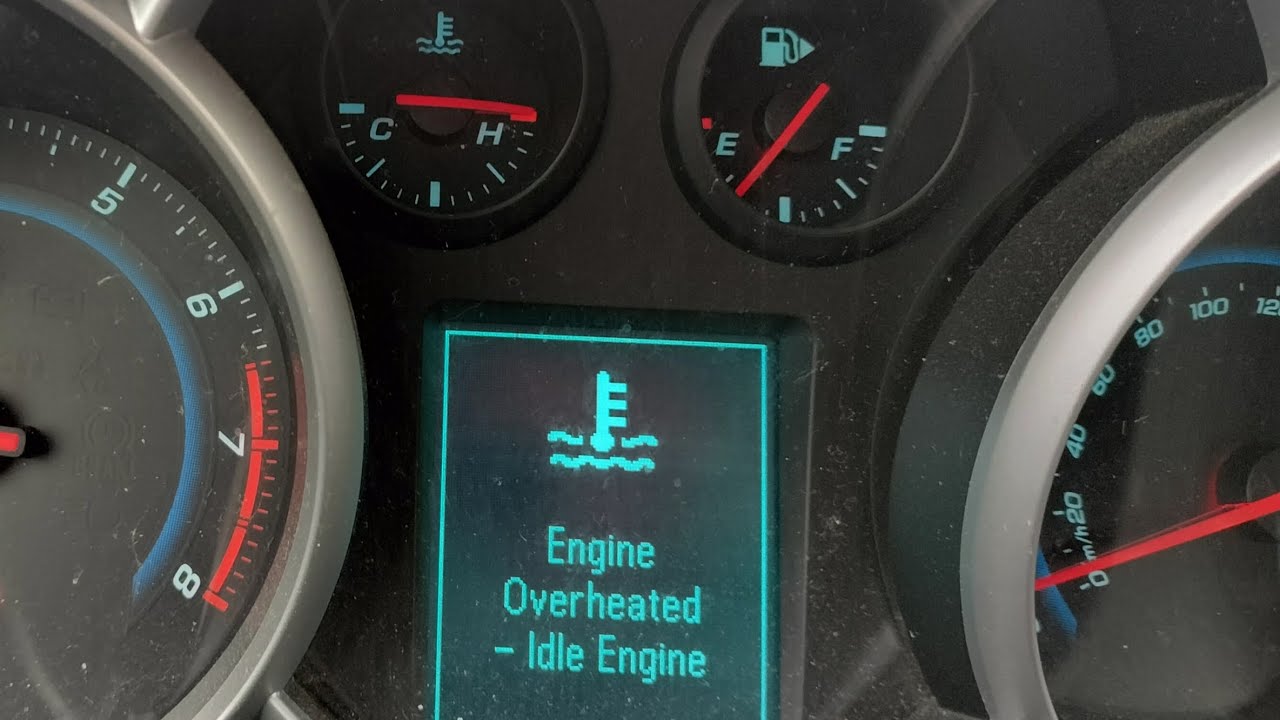 C H
E F
5
6
7
8
0 20 40 60 80 100
km/h
Engine
Overheated
- Idle Engine